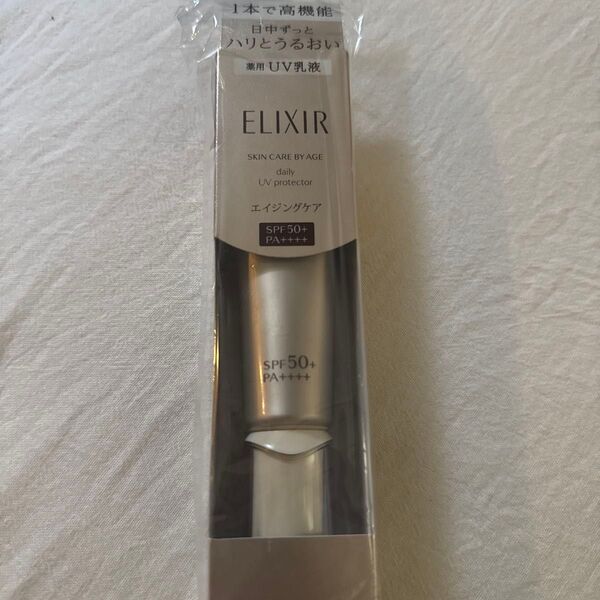 1本で高機能
日中ずっと
ハリとうるおい
薬用 UV乳液
ELIXIR
SKIN CARE BY AGE
daily
UV protector
エイジングケア
SPF50+
PA++++
SPF50+
PA++++